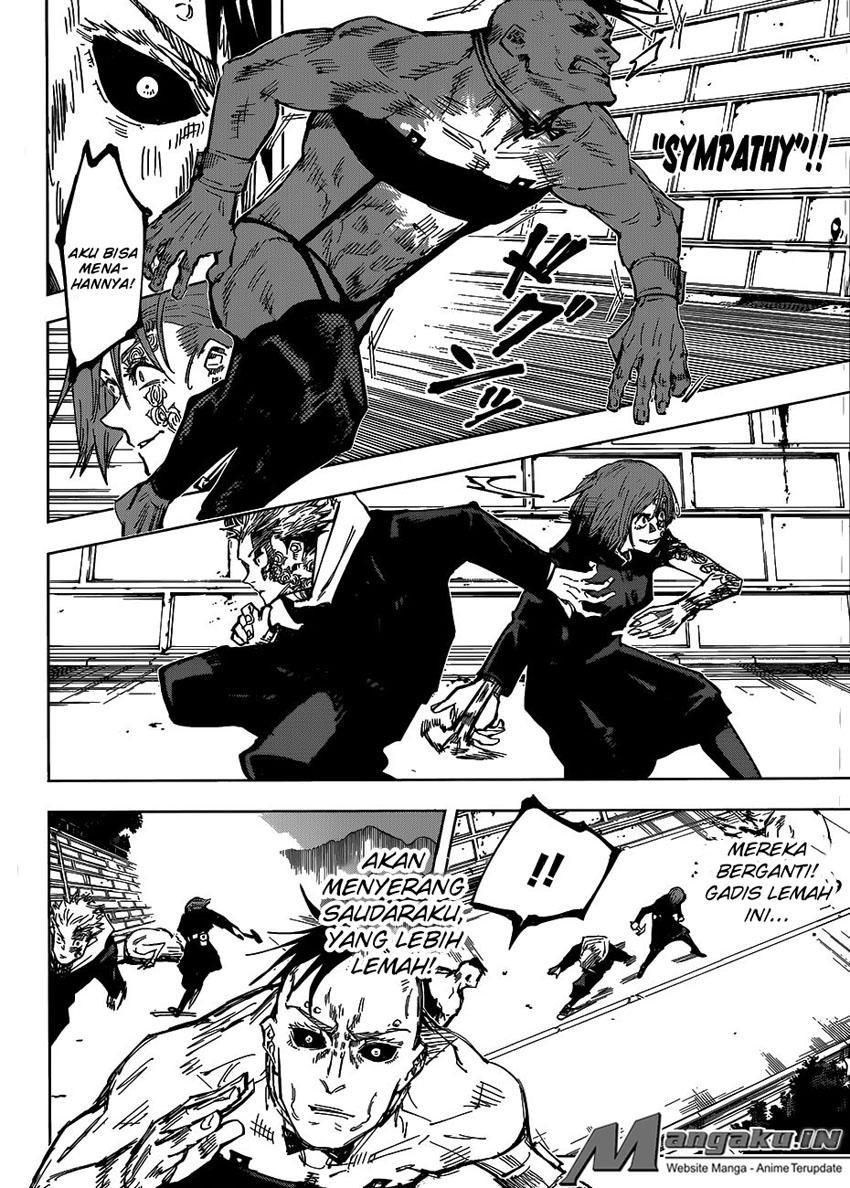 "SYMPATHY"!!
AKU BISA
MENA-
HANNYA!
ドクンッ
MEREKA
BERGANTI!
GADIS LEMAH
INI...
!!
AKAN
MENYERANG
SAUDARAKU,
YANG LEBIH
LEMAH!
Mangaku.IN
Website Manga - Anime Terupdate